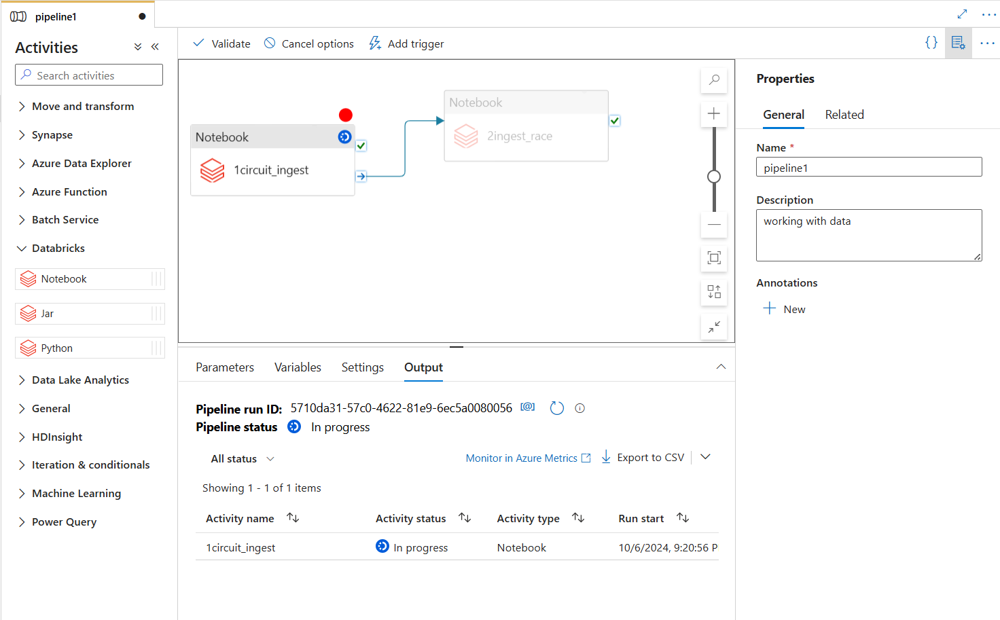 pipeline1
Activities
Search activities
Move and transform
Synapse
Azure Data Explorer
Azure Function
Batch Service
Databricks
Notebook
Jar
Python
Data Lake Analytics
General
HDInsight
Iteration & conditionals
Machine Learning
Power Query
Validate Cancel options Add trigger
Notebook
1circuit_ingest
Notebook
2ingest_race
Parameters Variables Settings Output
Pipeline run ID: 5710da31-57c0-4622-81e9-6ec5a0080056
Pipeline status In progress
All status Monitor in Azure Metrics Export to CSV
Showing 1 - 1 of 1 items
Activity name Activity status Activity type Run start
1circuit_ingest In progress Notebook 10/6/2024, 9:20:56 P
Properties
General Related
Name *
pipeline1
Description
working with data
Annotations
New